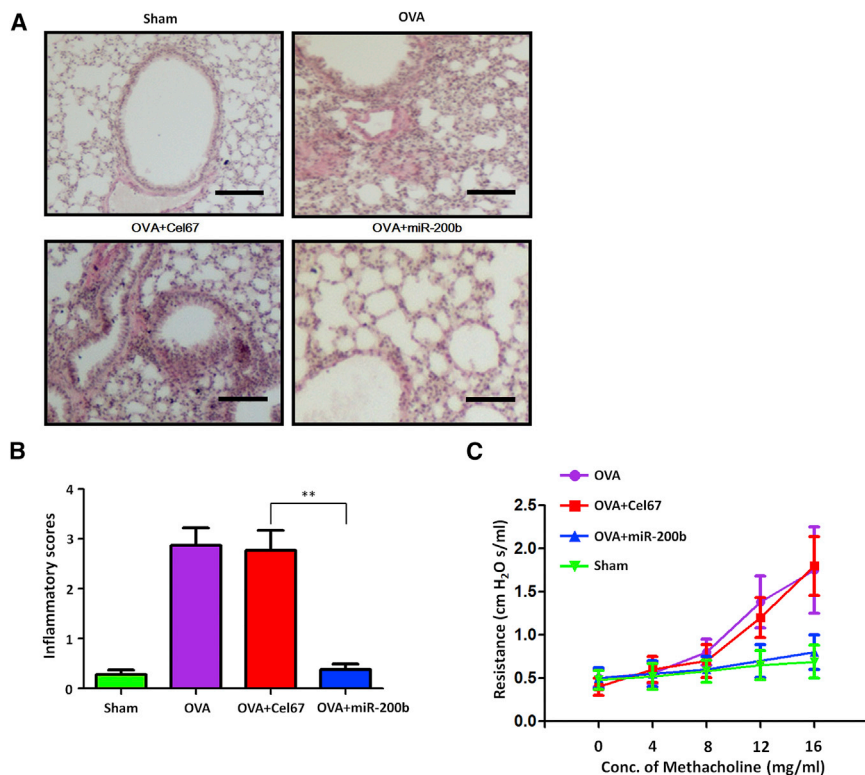 A
Sham
OVA
OVA+Cel67
OVA+miR-200b
B
Inflammatory scores
4
3
2
1
0
**
Sham
OVA
OVA+Cel67
OVA+miR-200b
C
OVA
OVA+Cel67
OVA+miR-200b
Sham
Resistance (cm H₂O s/ml)
2.5
2.0
1.5
1.0
0.5
0.0
0 4 8 12 16
Conc. of Methacholine (mg/ml)